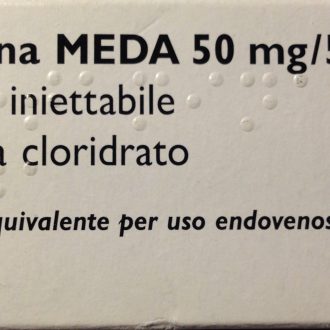 na MEDA 50 mg/5
iniettabile
a cloridrato
quivalente per uso endovenos